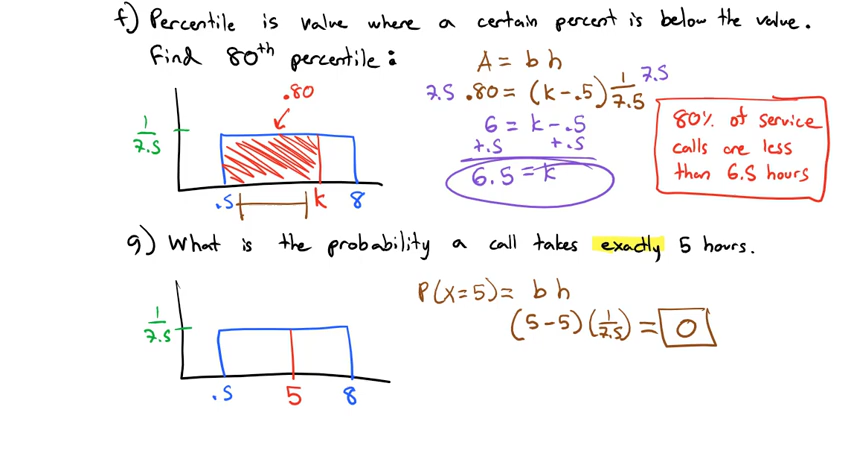 f) Percentile is value where a certain percent is below the value.
Find 80th percentile:
.80
1/7.5
.5 k 8
A = b h
7.5 .80 = (k - .5) 1/7.5 7.5
6 = k - .5
+.5 +.5
6.5 = k
80% of service
calls are less
than 6.5 hours
g) What is the probability a call takes exactly 5 hours.
1/7.5
.5 5 8
P(X=5) = b h
(5-5)(1/7.5) = 0